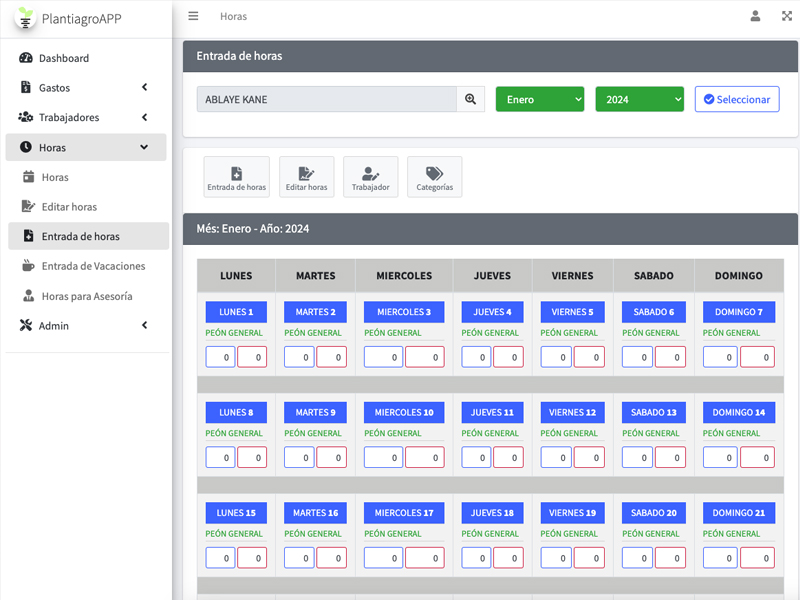 PlantiagroAPP
Horas
Dashboard
Gastos
Trabajadores
Horas
Horas
Editar horas
Entrada de horas
Entrada de Vacaciones
Horas para Asesoría
Admin
Entrada de horas
ABLAYE KANE Enero 2024 Seleccionar
Entrada de horas Editar horas Trabajador Categorías
Més: Enero - Año: 2024
LUNES MARTES MIERCOLES JUEVES VIERNES SABADO DOMINGO
LUNES 1 MARTES 2 MIERCOLES 3 JUEVES 4 VIERNES 5 SABADO 6 DOMINGO 7
PEÓN GENERAL PEÓN GENERAL PEÓN GENERAL PEÓN GENERAL PEÓN GENERAL PEÓN GENERAL PEÓN GENERAL
0 0 0 0 0 0 0 0 0 0 0 0 0 0
LUNES 8 MARTES 9 MIERCOLES 10 JUEVES 11 VIERNES 12 SABADO 13 DOMINGO 14
PEÓN GENERAL PEÓN GENERAL PEÓN GENERAL PEÓN GENERAL PEÓN GENERAL PEÓN GENERAL PEÓN GENERAL
0 0 0 0 0 0 0 0 0 0 0 0 0 0
LUNES 15 MARTES 16 MIERCOLES 17 JUEVES 18 VIERNES 19 SABADO 20 DOMINGO 21
PEÓN GENERAL PEÓN GENERAL PEÓN GENERAL PEÓN GENERAL PEÓN GENERAL PEÓN GENERAL PEÓN GENERAL
0 0 0 0 0 0 0 0 0 0 0 0 0 0